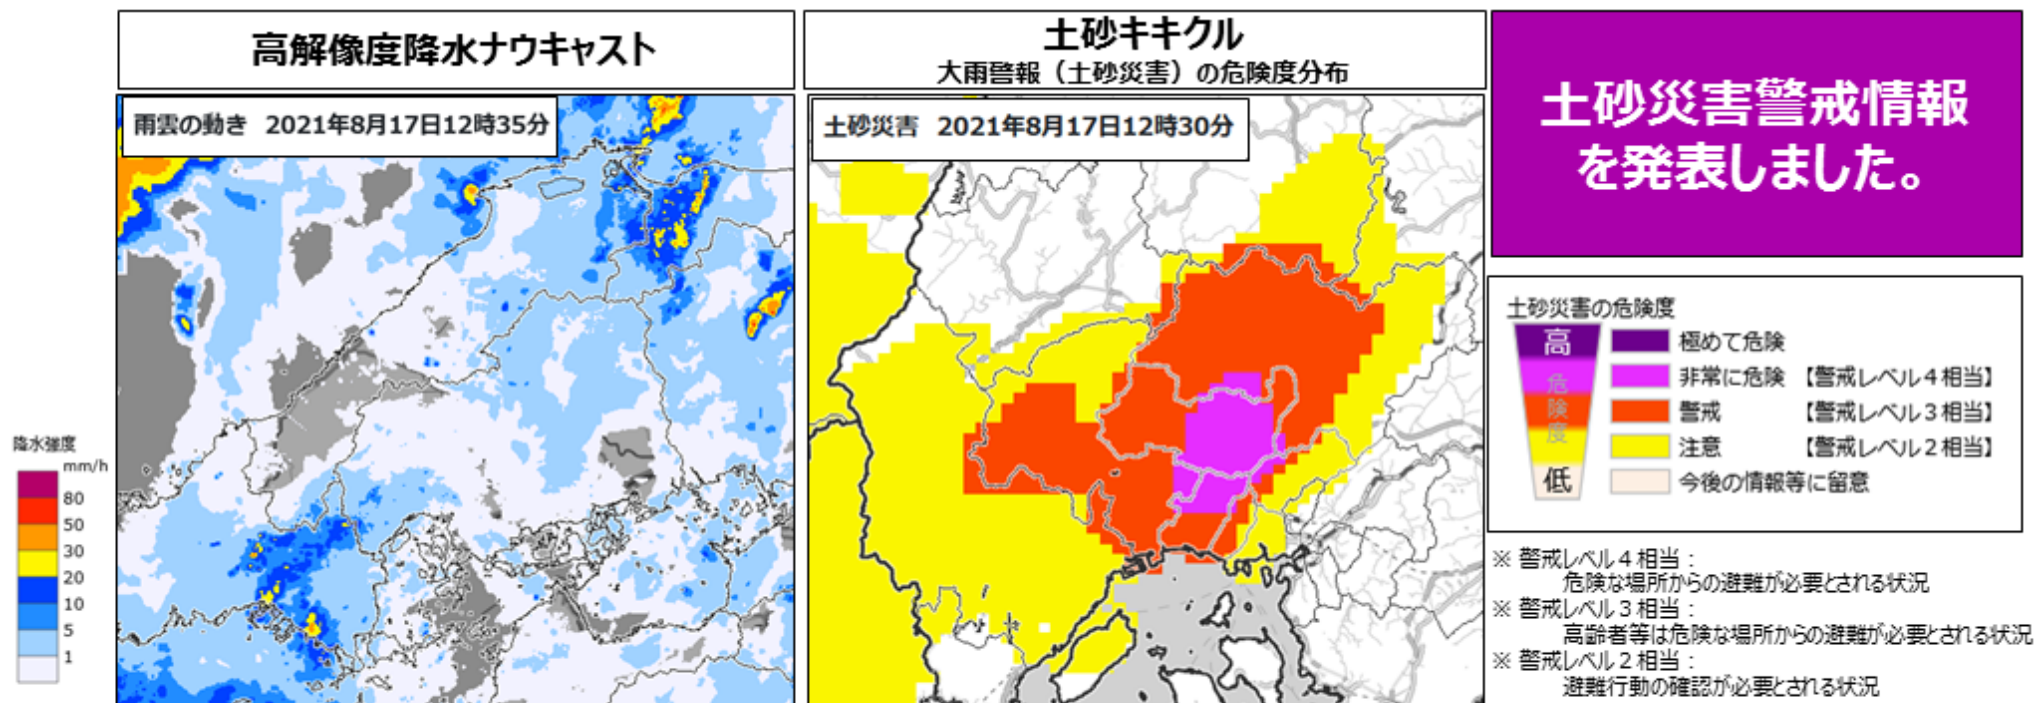 高解像度降水ナウキャスト
雨雲の動き 2021年8月17日12時35分
降水強度
mm/h
80
50
30
20
10
5
1
土砂キキクル
大雨警報（土砂災害）の危険度分布
土砂災害 2021年8月17日12時30分
土砂災害警戒情報
を発表しました。
土砂災害の危険度
高 極めて危険
危 非常に危険 【警戒レベル４相当】
険 警戒 【警戒レベル３相当】
度 注意 【警戒レベル２相当】
低 今後の情報等に留意
※ 警戒レベル４相当：
危険な場所からの避難が必要とされる状況
※ 警戒レベル３相当：
高齢者等は危険な場所からの避難が必要とされる状況
※ 警戒レベル２相当：
避難行動の確認が必要とされる状況